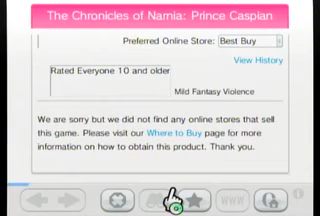 The Chronicles of Narnia: Prince Caspian
Preferred Online Store: Best Buy
View History
Rated Everyone 10 and older
Mild Fantasy Violence
We are sorry but we did not find any online stores that sell
this game. Please visit our Where to Buy page for more
information on how to obtain this product. Thank you.
WWW